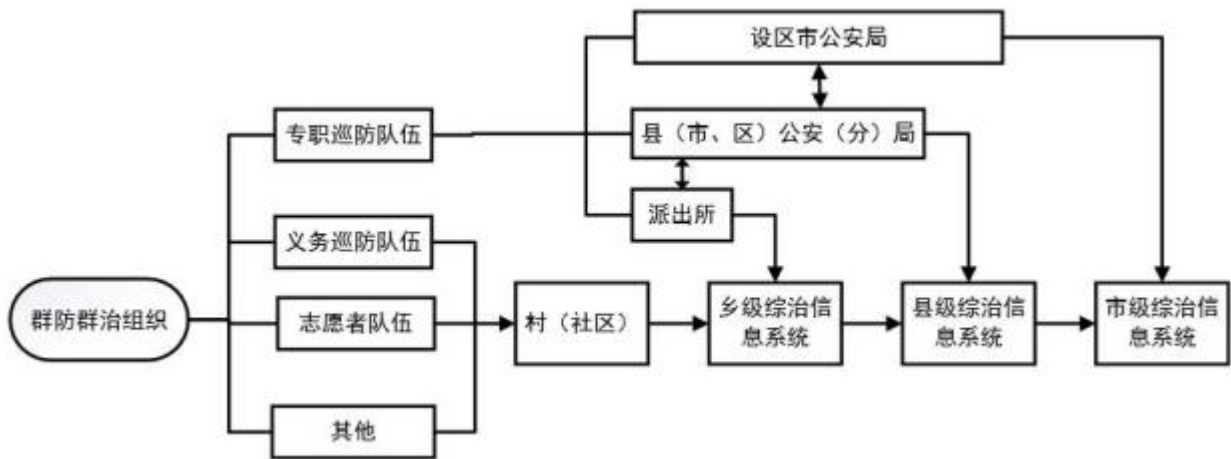 设区市公安局
专职巡防队伍
县（市、区）公安（分）局
派出所
义务巡防队伍
群防群治组织
志愿者队伍
村（社区）
乡级综治信
息系统
县级综治信
息系统
市级综治信
息系统
其他